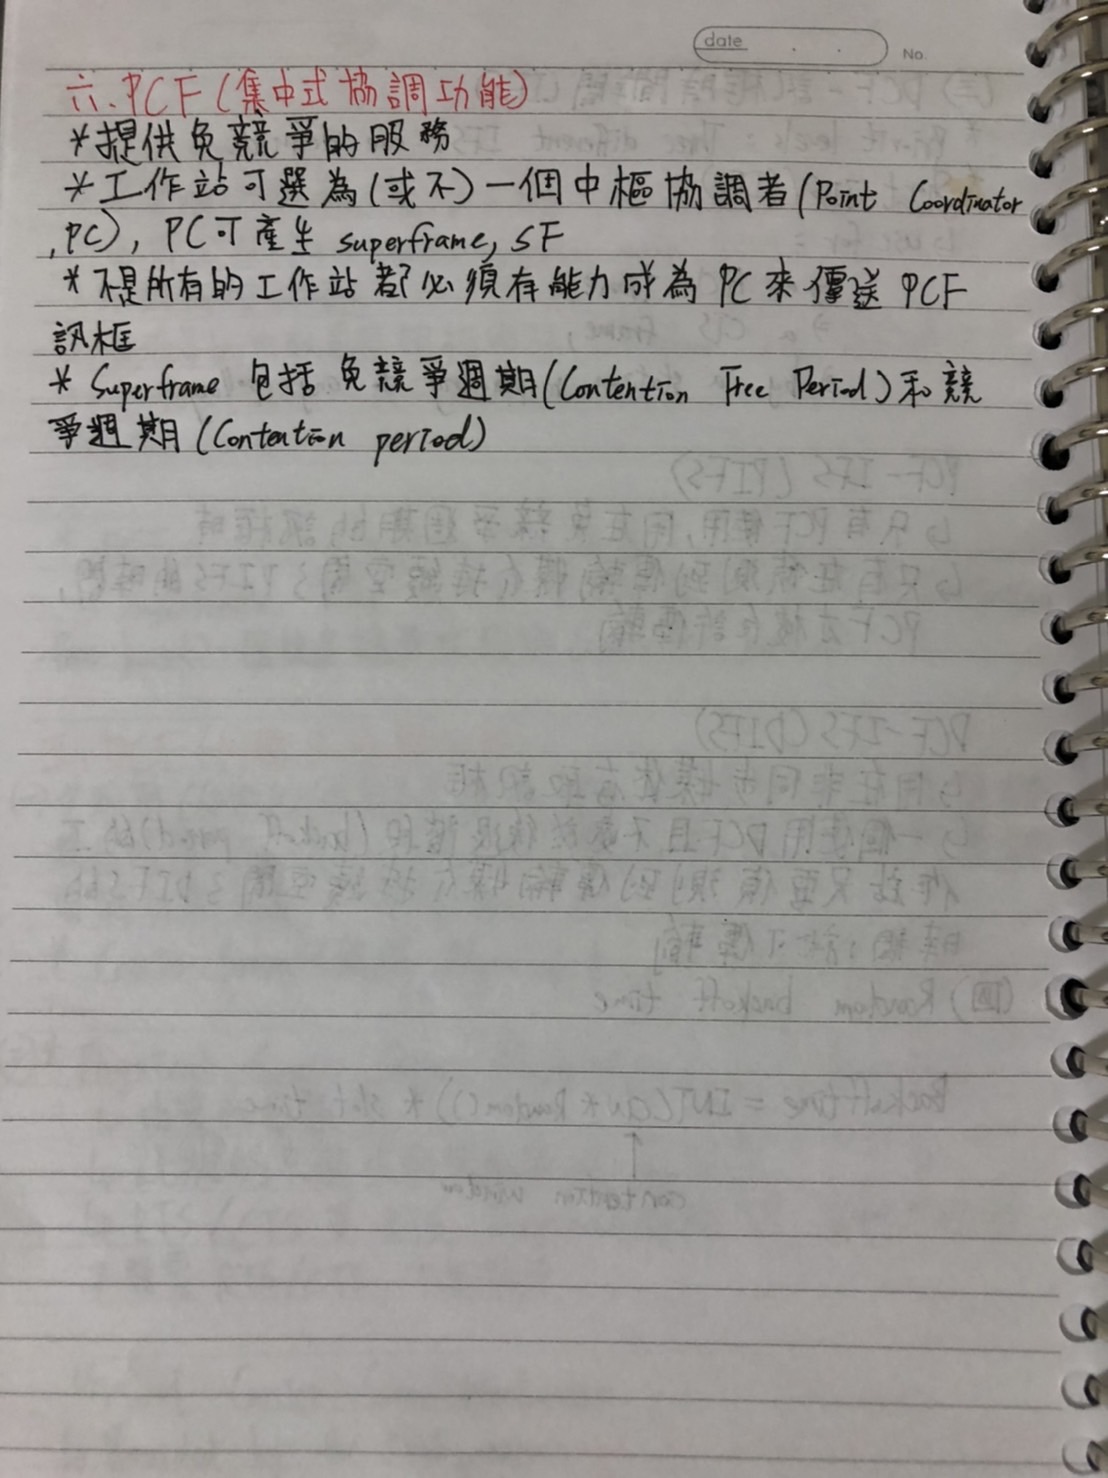 date
No.
六.PCF(集中式協調功能)
*提供免競爭的服務
*工作站可選為(或不)一個中樞協調者(Point Coordinator
,PC), PC可產生 superframe, SF
*不是所有的工作站都必須有能力成為PC來傳送PCF
訊框
* Superframe 包括免競爭週期(Contention Free Period)和競
爭週期(Contention period)